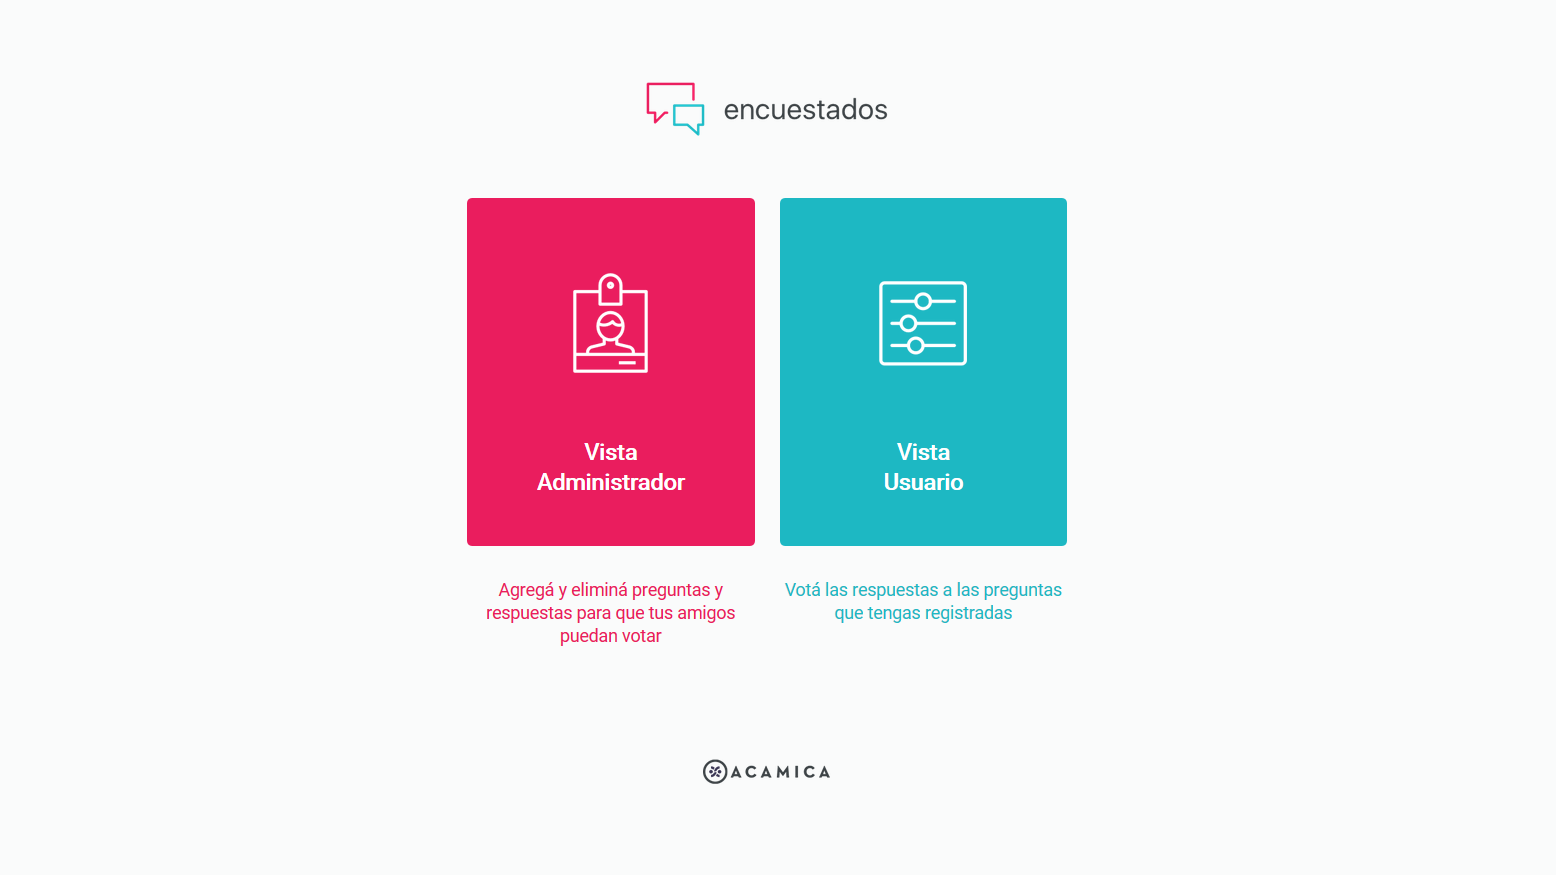 encuestados
Vista
Administrador
Agregá y eliminá preguntas y
respuestas para que tus amigos
puedan votar
Vista
Usuario
Votá las respuestas a las preguntas
que tengas registradas
ACAMICA